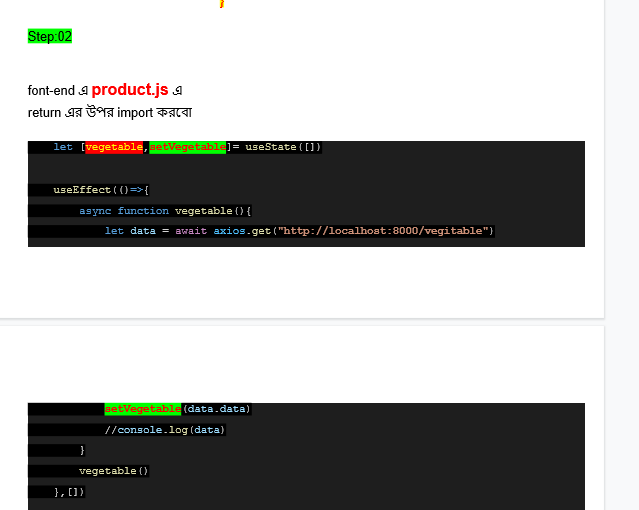 }
Step:02
font-end এ product.js এ
return এর উপর import করবো
let [vegetable,setVegetable]= useState([])
useEffect(()=>{
async function vegetable(){
let data = await axios.get("http://localhost:8000/vegitable")
setVegetable(data.data)
//console.log(data)
}
vegetable()
},[])